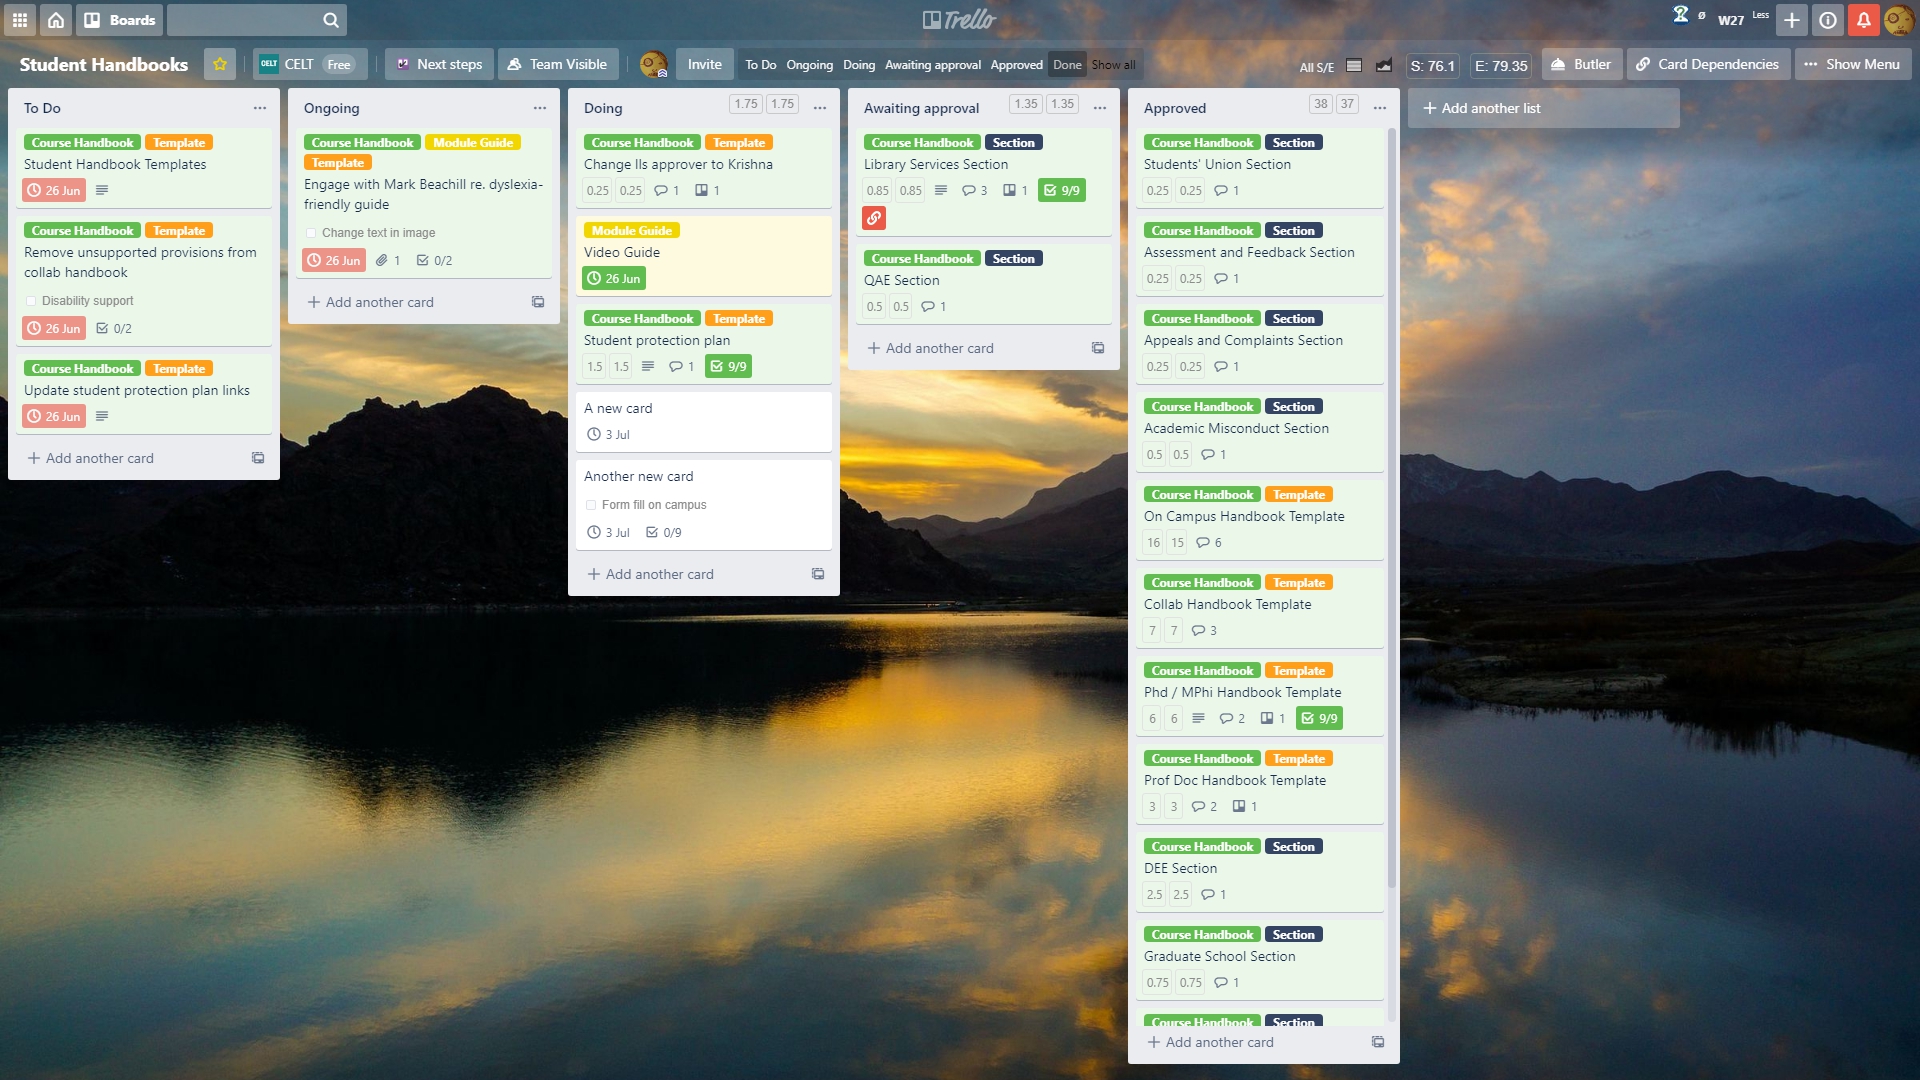 Boards
Trello
W27
Less
Student Handbooks
CELT
CELT
Free
Next steps
Team Visible
Invite
To Do
Ongoing
Doing
Awaiting approval
Approved
Done
Show all
All S/E
S: 76.1
E: 79.35
Butler
Card Dependencies
Show Menu
To Do
Course Handbook Template
Student Handbook Templates
26 Jun
Course Handbook Template
Remove unsupported provisions from
collab handbook
Disability support
26 Jun 0/2
Course Handbook Template
Update student protection plan links
26 Jun
Add another card
Ongoing
Course Handbook Module Guide
Template
Engage with Mark Beachill re. dyslexia-
friendly guide
Change text in image
26 Jun 1 0/2
Add another card
Doing 1.75 1.75
Course Handbook Template
Change IIs approver to Krishna
0.25 0.25 1 1
Module Guide
Video Guide
26 Jun
Course Handbook Template
Student protection plan
1.5 1.5 1 9/9
A new card
3 Jul
Another new card
Form fill on campus
3 Jul 0/9
Add another card
Awaiting approval 1.35 1.35
Course Handbook Section
Library Services Section
0.85 0.85 3 1 9/9
Course Handbook Section
QAE Section
0.5 0.5 1
Add another card
Approved 38 37
Course Handbook Section
Students' Union Section
0.25 0.25 1
Course Handbook Section
Assessment and Feedback Section
0.25 0.25 1
Course Handbook Section
Appeals and Complaints Section
0.25 0.25 1
Course Handbook Section
Academic Misconduct Section
0.5 0.5 1
Course Handbook Template
On Campus Handbook Template
16 15 6
Course Handbook Template
Collab Handbook Template
7 7 3
Course Handbook Template
Phd / MPhi Handbook Template
6 6 2 1 9/9
Course Handbook Template
Prof Doc Handbook Template
3 3 2 1
Course Handbook Section
DEE Section
2.5 2.5 1
Course Handbook Section
Graduate School Section
0.75 0.75 1
Course Handbook Section
Add another card
Add another list